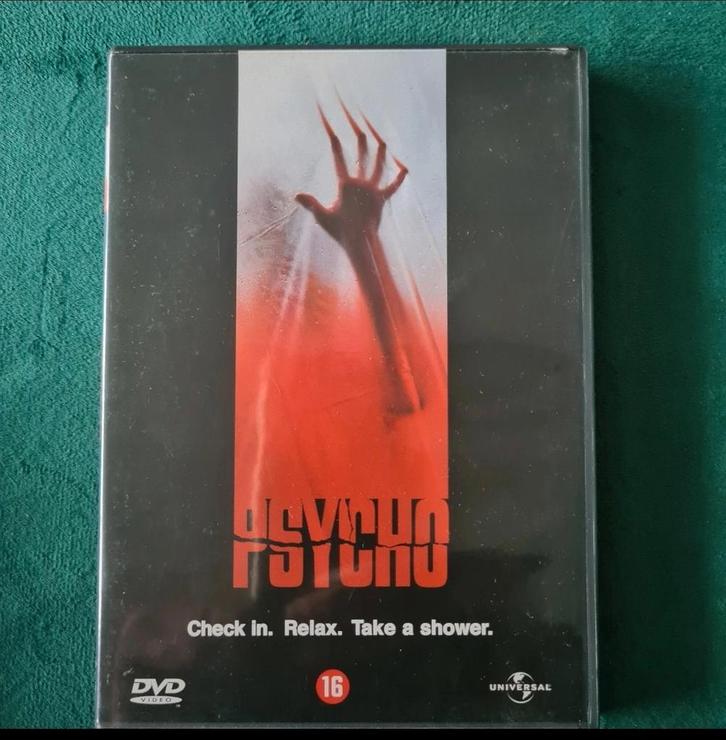 PSYCHO
Check in. Relax. Take a shower.
DVD
VIDEO
16
UNIVERSAL